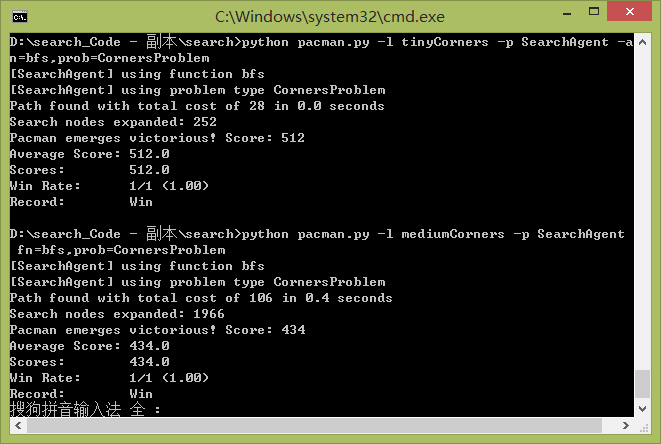 C:\Windows\system32\cmd.exe
D:\search_Code - 副本\search>python pacman.py -l tinyCorners -p SearchAgent -a
n=bfs,prob=CornersProblem
[SearchAgent] using function bfs
[SearchAgent] using problem type CornersProblem
Path found with total cost of 28 in 0.0 seconds
Search nodes expanded: 252
Pacman emerges victorious! Score: 512
Average Score: 512.0
Scores:        512.0
Win Rate:      1/1 (1.00)
Record:        Win
D:\search_Code - 副本\search>python pacman.py -l mediumCorners -p SearchAgent
fn=bfs,prob=CornersProblem
[SearchAgent] using function bfs
[SearchAgent] using problem type CornersProblem
Path found with total cost of 106 in 0.4 seconds
Search nodes expanded: 1966
Pacman emerges victorious! Score: 434
Average Score: 434.0
Scores:        434.0
Win Rate:      1/1 (1.00)
Record:        Win
搜狗拼音输入法 全 :